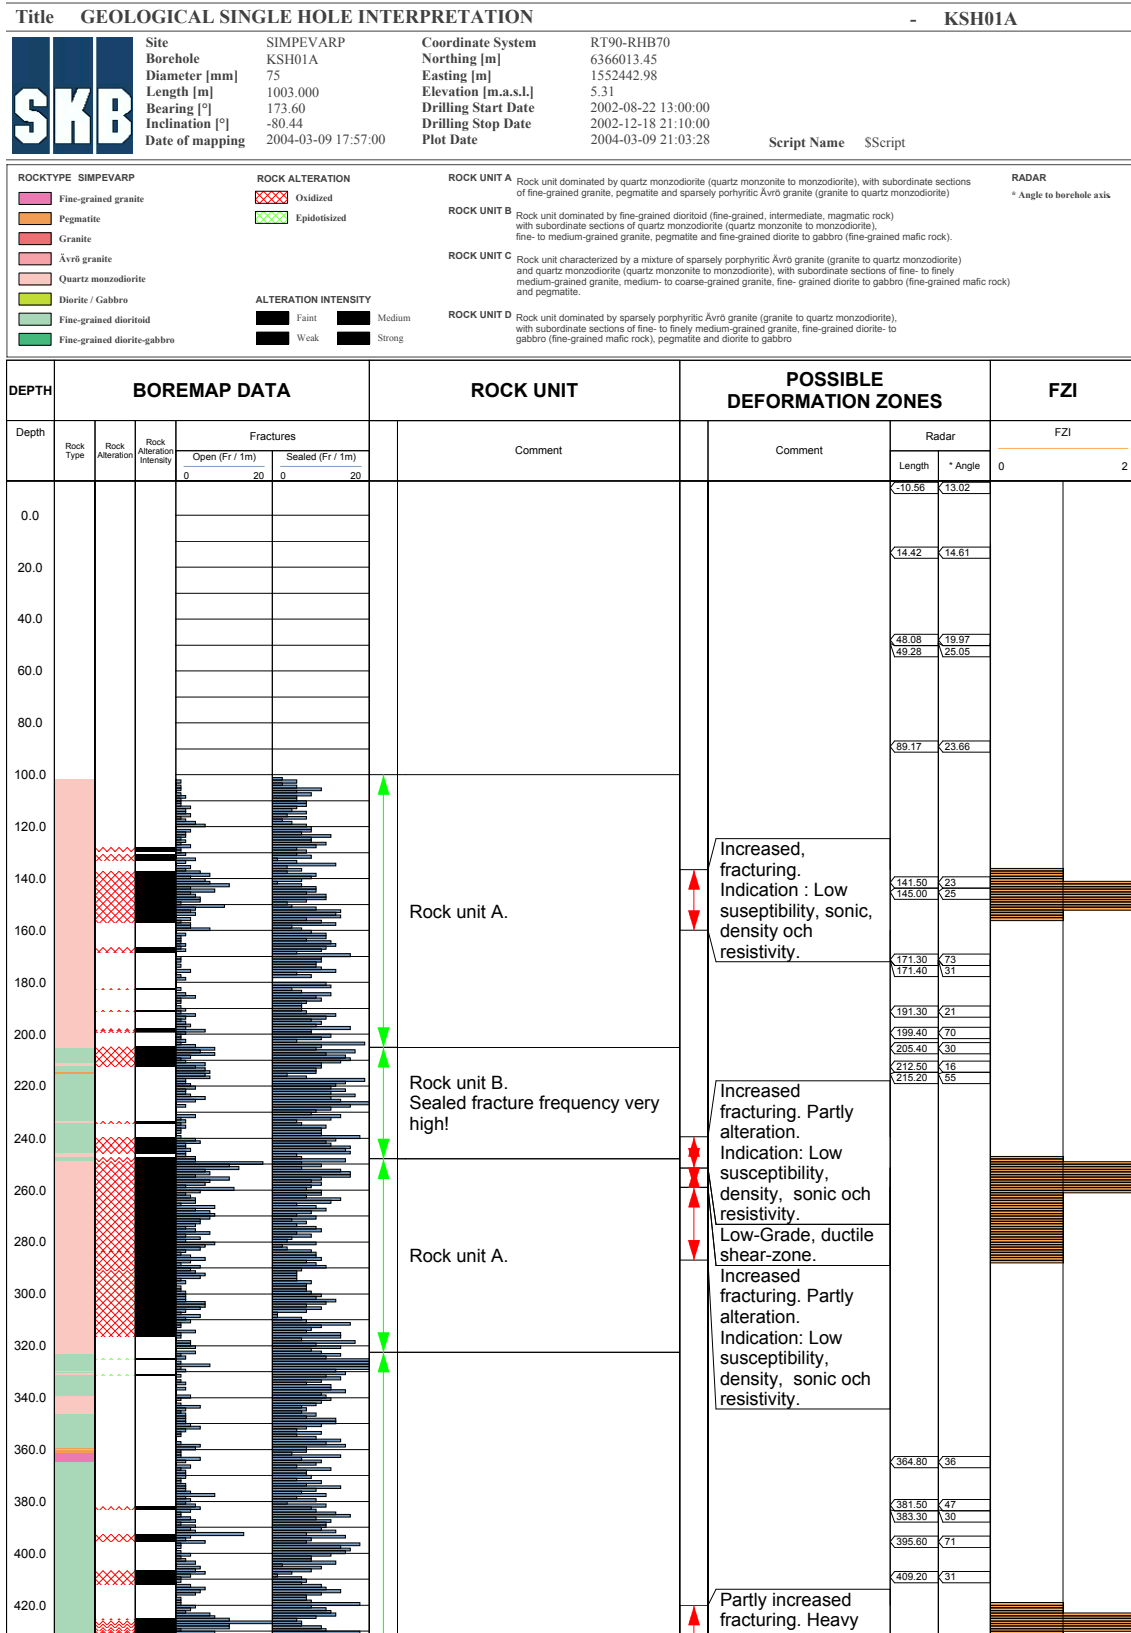 Title GEOLOGICAL SINGLE HOLE INTERPRETATION - KSH01A
SKB
Site SIMPEVARP
Borehole KSH01A
Diameter [mm] 75
Length [m] 1003.000
Bearing [°] 173.60
Inclination [°] -80.44
Date of mapping 2004-03-09 17:57:00
Coordinate System RT90-RHB70
Northing [m] 6366013.45
Easting [m] 1552442.98
Elevation [m.a.s.l.] 5.31
Drilling Start Date 2002-08-22 13:00:00
Drilling Stop Date 2002-12-18 21:10:00
Plot Date 2004-03-09 21:03:28
Script Name $Script
ROCKTYPE SIMPEVARP
Fine-grained granite
Pegmatite
Granite
Ävrö granite
Quartz monzodiorite
Diorite / Gabbro
Fine-grained dioritoid
Fine-grained diorite-gabbro
ROCK ALTERATION
Oxidized
Epidotisized
ALTERATION INTENSITY
Faint Medium
Weak Strong
ROCK UNIT A Rock unit dominated by quartz monzodiorite (quartz monzonite to monzodiorite), with subordinate sections
of fine-grained granite, pegmatite and sparsely porhyritic Ävrö granite (granite to quartz monzodiorite)
ROCK UNIT B Rock unit dominated by fine-grained dioritoid (fine-grained, intermediate, magmatic rock)
with subordinate sections of quartz monzodiorite (quartz monzonite to monzodiorite),
fine- to medium-grained granite, pegmatite and fine-grained diorite to gabbro (fine-grained mafic rock).
ROCK UNIT C Rock unit characterized by a mixture of sparsely porphyritic Ävrö granite (granite to quartz monzodiorite)
and quartz monzodiorite (quartz monzonite to monzodiorite), with subordinate sections of fine- to finely
medium-grained granite, medium- to coarse-grained granite, fine- grained diorite to gabbro (fine-grained mafic rock)
and pegmatite.
ROCK UNIT D Rock unit dominated by sparsely porphyritic Ävrö granite (granite to quartz monzodiorite),
with subordinate sections of fine- to finely medium-grained granite, fine-grained diorite- to
gabbro (fine-grained mafic rock), pegmatite and diorite to gabbro
RADAR
* Angle to borehole axis
DEPTH BOREMAP DATA ROCK UNIT POSSIBLE DEFORMATION ZONES FZI
Depth
Rock Type
Rock Alteration
Rock Alteration Intensity
Fractures
Open (Fr / 1m) Sealed (Fr / 1m)
0 20 0 20
Comment
Comment
Radar
Length * Angle
FZI
0 2
0.0
20.0
40.0
60.0
80.0
100.0
120.0
140.0
160.0
180.0
200.0
220.0
240.0
260.0
280.0
300.0
320.0
340.0
360.0
380.0
400.0
420.0
Rock unit A.
Rock unit B.
Sealed fracture frequency very
high!
Rock unit A.
Increased,
fracturing.
Indication : Low
suseptibility, sonic,
density och
resistivity.
Increased
fracturing. Partly
alteration.
Indication: Low
susceptibility,
density, sonic och
resistivity.
Low-Grade, ductile
shear-zone.
Increased
fracturing. Partly
alteration.
Indication: Low
susceptibility,
density, sonic och
resistivity.
Partly increased
fracturing. Heavy
-10.56 13.02
14.42 14.61
48.08 19.97
49.28 25.05
89.17 23.66
141.50 23
145.00 25
171.30 73
171.40 31
191.30 21
199.40 70
205.40 30
212.50 16
215.20 55
364.80 36
381.50 47
383.30 30
395.60 71
409.20 31